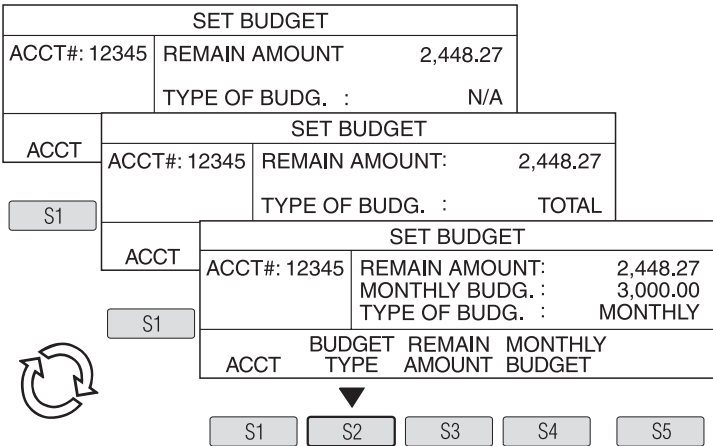 SET BUDGET
ACCT#: 12345 REMAIN AMOUNT 2,448.27
TYPE OF BUDG. : N/A
ACCT
S1
SET BUDGET
ACCT#: 12345 REMAIN AMOUNT: 2,448.27
TYPE OF BUDG. : TOTAL
ACCT
S1
SET BUDGET
ACCT#: 12345 REMAIN AMOUNT: 2,448.27
MONTHLY BUDG. : 3,000.00
TYPE OF BUDG. : MONTHLY
BUDGET REMAIN MONTHLY
ACCT TYPE AMOUNT BUDGET
S1 S2 S3 S4 S5